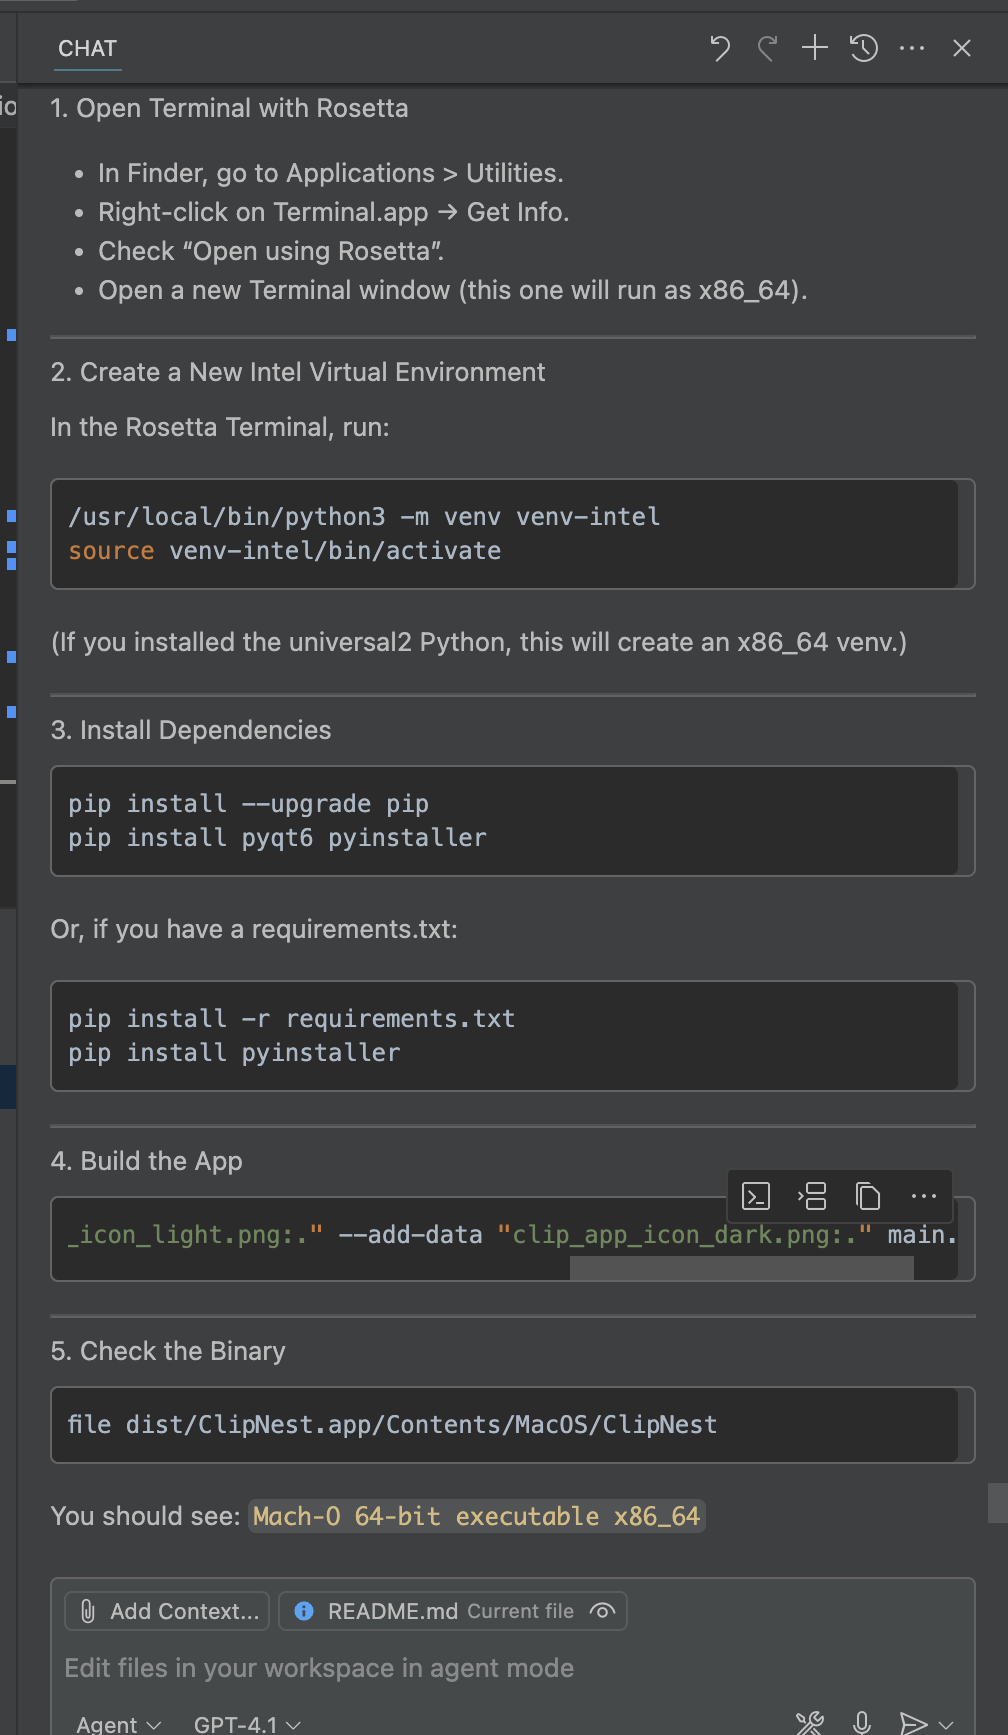 CHAT
1. Open Terminal with Rosetta
• In Finder, go to Applications > Utilities.
• Right-click on Terminal.app → Get Info.
• Check “Open using Rosetta”.
• Open a new Terminal window (this one will run as x86_64).
2. Create a New Intel Virtual Environment
In the Rosetta Terminal, run:
/usr/local/bin/python3 -m venv venv-intel
source venv-intel/bin/activate
(If you installed the universal2 Python, this will create an x86_64 venv.)
3. Install Dependencies
pip install --upgrade pip
pip install pyqt6 pyinstaller
Or, if you have a requirements.txt:
pip install -r requirements.txt
pip install pyinstaller
4. Build the App
_icon_light.png:." --add-data "clip_app_icon_dark.png:." main.
5. Check the Binary
file dist/ClipNest.app/Contents/MacOS/ClipNest
You should see: Mach-O 64-bit executable x86_64
Add Context... README.md Current file
Edit files in your workspace in agent mode
Agent GPT-4.1